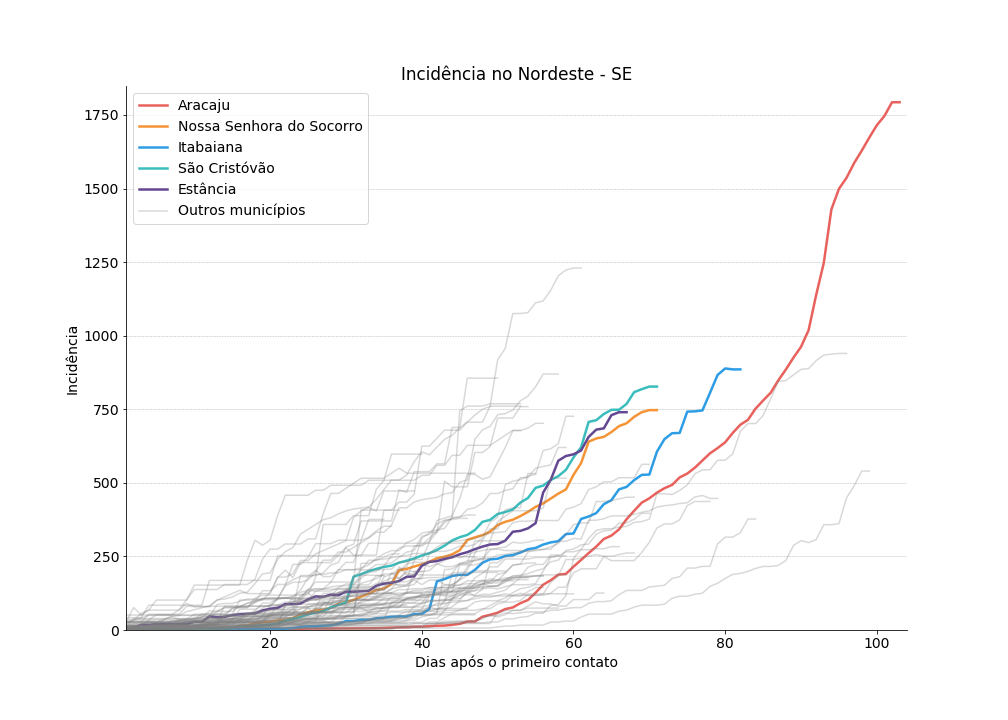 Incidência no Nordeste - SE
Aracaju
Nossa Senhora do Socorro
Itabaiana
São Cristóvão
Estância
Outros municípios
1750
1500
1250
1000
750
500
250
0
Incidência
20
40
60
80
100
Dias após o primeiro contato